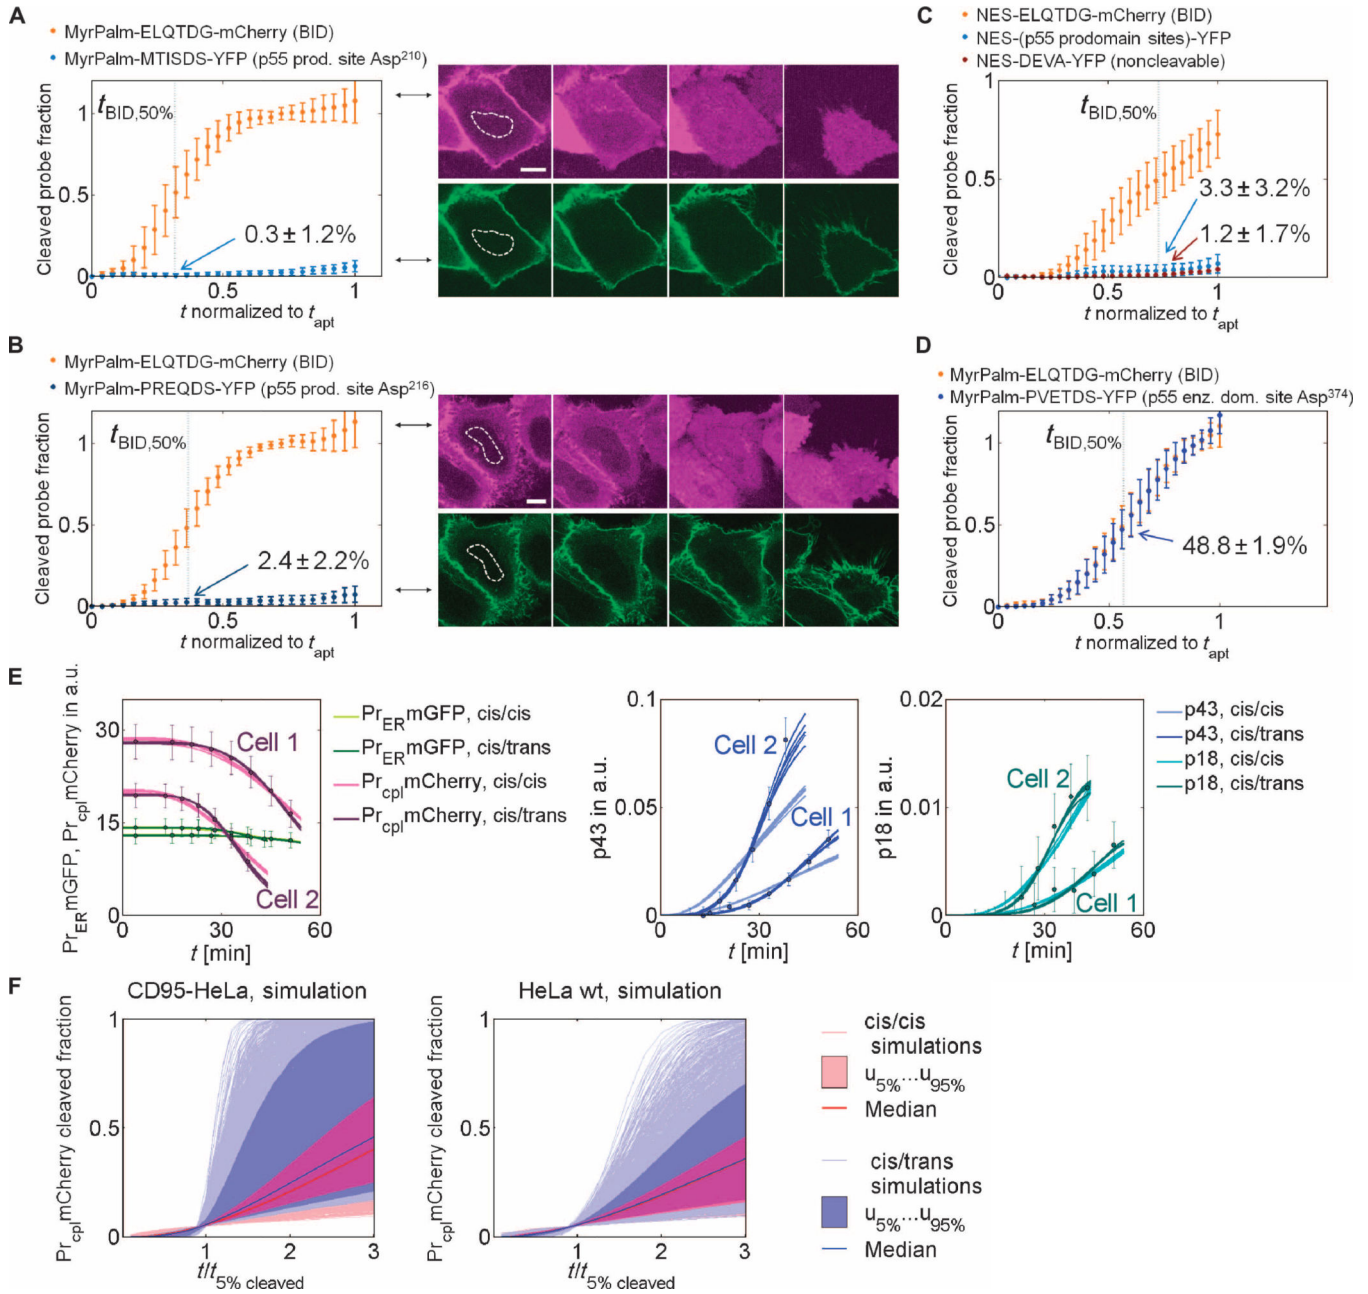 A
MyrPalm-ELQTDG-mCherry (BID)
MyrPalm-MTISDS-YFP (p55 prod. site Asp210)
1
0.5
0
Cleaved probe fraction
tBID,50%
0.3 ± 1.2%
0 0.5 1
t normalized to tapt
B
MyrPalm-ELQTDG-mCherry (BID)
MyrPalm-PREQDS-YFP (p55 prod. site Asp216)
1
0.5
0
Cleaved probe fraction
tBID,50%
2.4 ± 2.2%
0 0.5 1
t normalized to tapt
C
NES-ELQTDG-mCherry (BID)
NES-(p55 prodomain sites)-YFP
NES-DEVA-YFP (noncleavable)
1
0.5
0
Cleaved probe fraction
tBID,50%
3.3 ± 3.2%
1.2 ± 1.7%
0 0.5 1
t normalized to tapt
D
MyrPalm-ELQTDG-mCherry (BID)
MyrPalm-PVETDS-YFP (p55 enz. dom. site Asp374)
1
0.5
0
Cleaved probe fraction
tBID,50%
48.8 ± 1.9%
0 0.5 1
t normalized to tapt
E
PrERmGFP, PrcplmCherry in a.u.
30
15
0
Cell 1
Cell 2
0 30 60
t [min]
PrERmGFP, cis/cis
PrERmGFP, cis/trans
PrcplmCherry, cis/cis
PrcplmCherry, cis/trans
p43 in a.u.
0.1
0.05
0
Cell 2
Cell 1
0 30 60
t [min]
p18 in a.u.
0.02
0.01
0
Cell 2
Cell 1
0 30 60
t [min]
p43, cis/cis
p43, cis/trans
p18, cis/cis
p18, cis/trans
F
CD95-HeLa, simulation
PrcplmCherry cleaved fraction
1
0.5
0
1 2 3
t/t5% cleaved
HeLa wt, simulation
PrcplmCherry cleaved fraction
1
0.5
0
1 2 3
t/t5% cleaved
cis/cis
simulations
u5%...u95%
Median
cis/trans
simulations
u5%...u95%
Median